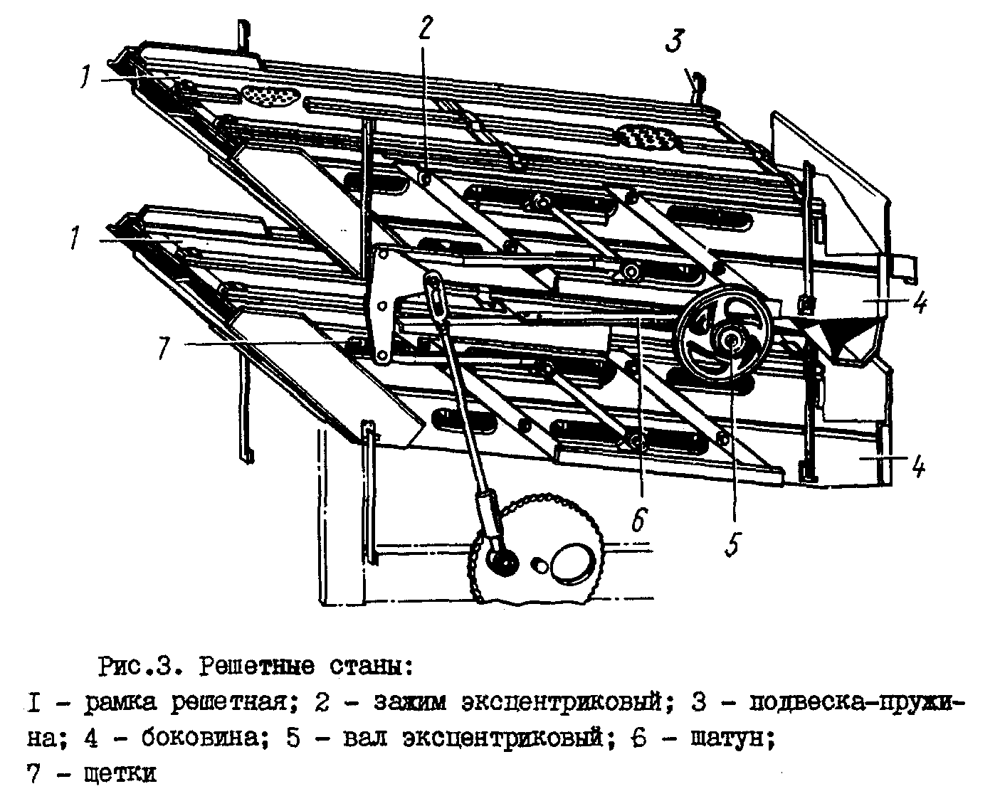 2
3
1
1
4
7
4
6
5
Рис.3. Решетные станы:
I - рамка решетная; 2 - зажим эксцентриковый; 3 - подвеска-пружи-
на; 4 - боковина; 5 - вал эксцентриковый; 6 - шатун;
7 - щетки